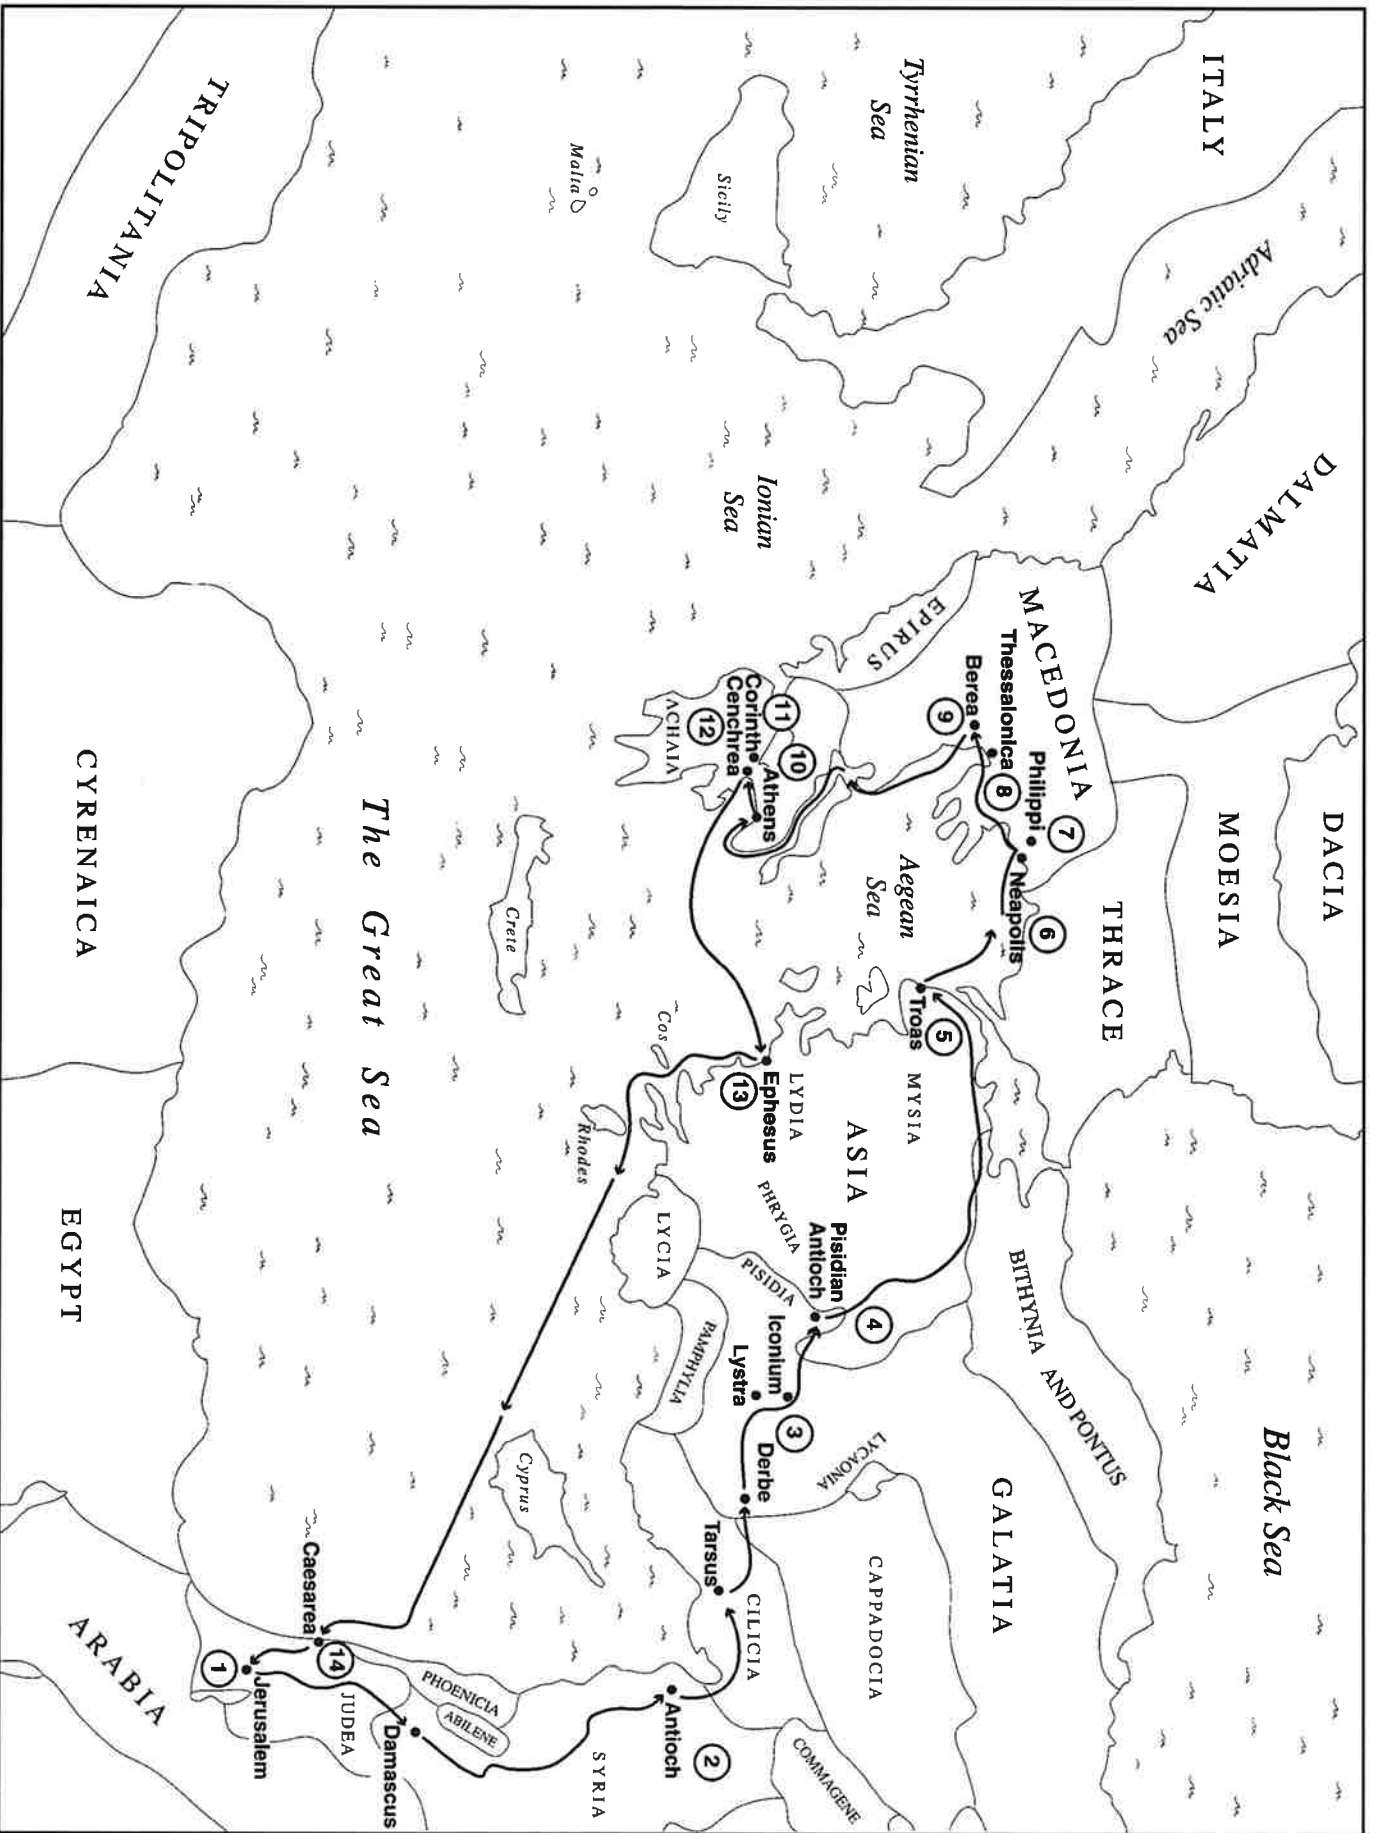 ITALY
DALMATIA
DACIA
MOESIA
THRACE
Black Sea
Adriatic Sea
Tyrrhenian
Sea
MACEDONIA
Philippi
7
Neapolis
6
Thessalonica
8
Berea
9
EPIRUS
BITHYNIA AND PONTUS
GALATIA
Troas
5
MYSIA
Aegean
Sea
ASIA
Pisidian
Antioch
4
LYCAONIA
CAPPADOCIA
COMMAGENE
Sicily
Ionian
Sea
10
Athens
11
Corinth
Cenchrea
12
ACHAIA
LYDIA
Ephesus
13
PHRYGIA
PISIDIA
Iconium
Lystra
3
Derbe
Tarsus
CILICIA
Antioch
2
Malta
Cos
Rhodes
LYCIA
PAMPHYLIA
Crete
Cyprus
SYRIA
The Great Sea
PHOENICIA
ABILENE
Damascus
Caesarea
14
JUDEA
1
Jerusalem
TRIPOLITANIA
CYRENAICA
EGYPT
ARABIA